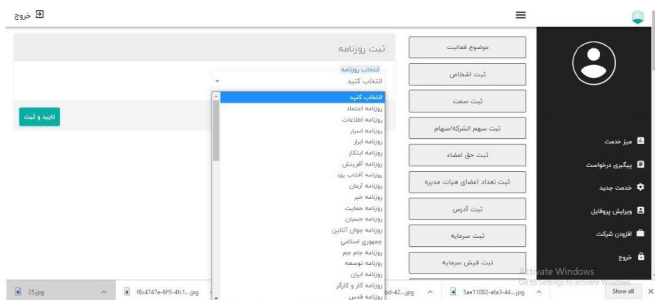 خروج
ثبت روزنامه
انتخاب روزنامه
انتخاب کنید
انتخاب کنید
روزنامه اعتماد
روزنامه اطلاعات
روزنامه اسرار
روزنامه ابرار
روزنامه ابتکار
روزنامه آفرینش
روزنامه آفتاب یزد
روزنامه آرمان
روزنامه خبر
روزنامه حمایت
روزنامه جوان آنلاین
جمهوری اسلامی
روزنامه جام جم
روزنامه توسعه
روزنامه ایران
روزنامه کار و کارگر
روزنامه قدس
تایید و ثبت
موضوع فعالیت
ثبت اشخاص
ثبت سمت
ثبت سهم الشرکه/سهام
ثبت حق امضاء
ثبت تعداد اعضای هیات مدیره
ثبت آدرس
ثبت سرمایه
ثبت فیش سرمایه
میز خدمت
پیگیری درخواست
خدمت جدید
ویرایش پروفایل
افزودن شرکت
خروج
Activate Windows
Go to Settings to activate Windows.
25.jpg
Show all